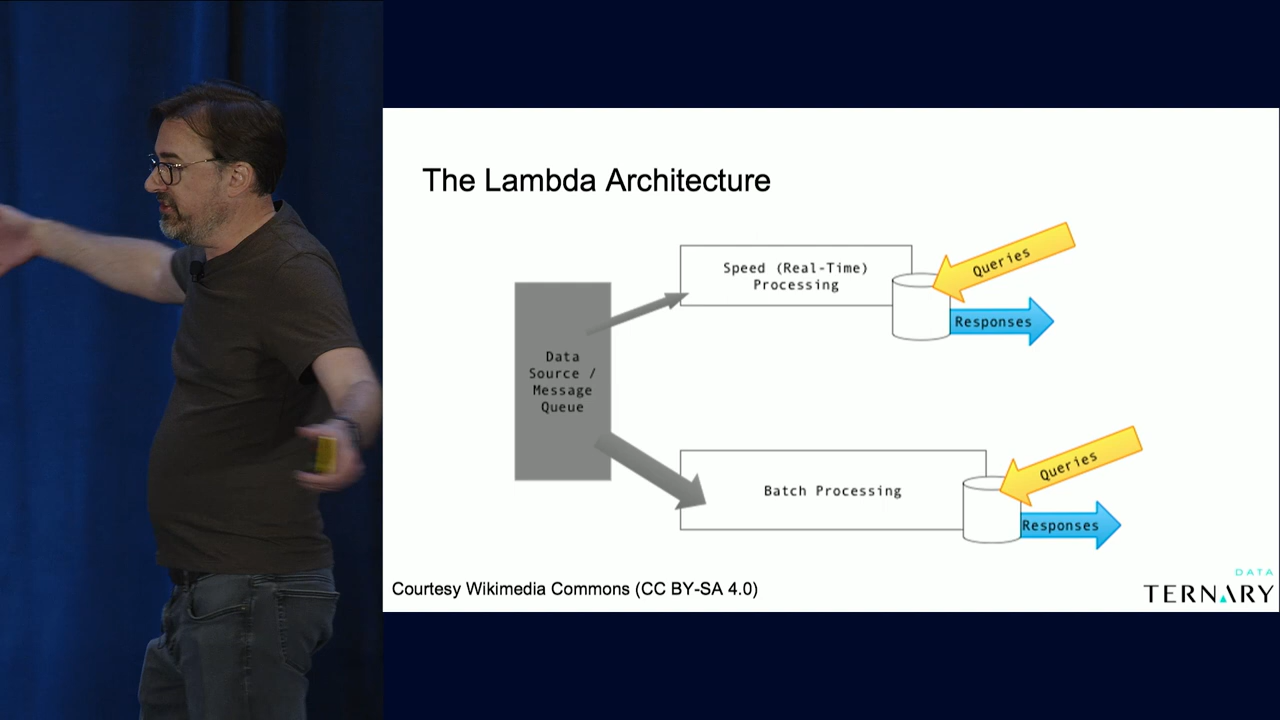 The Lambda Architecture
Speed (Real-Time)
Processing
Queries
Responses
Data
Source /
Message
Queue
Batch Processing
Queries
Responses
Courtesy Wikimedia Commons (CC BY-SA 4.0)
DATA
TERNARY